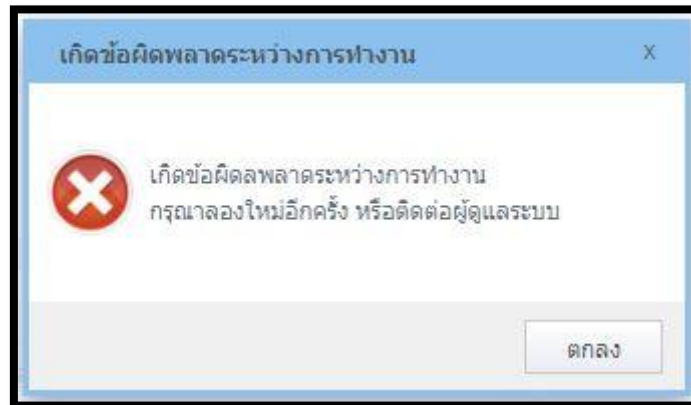 เกิดข้อผิดพลาดระหว่างการทำงาน X
เกิดข้อผิดลพลาดระหว่างการทำงาน
กรุณาลองใหม่อีกครั้ง หรือติดต่อผู้ดูแลระบบ
ตกลง